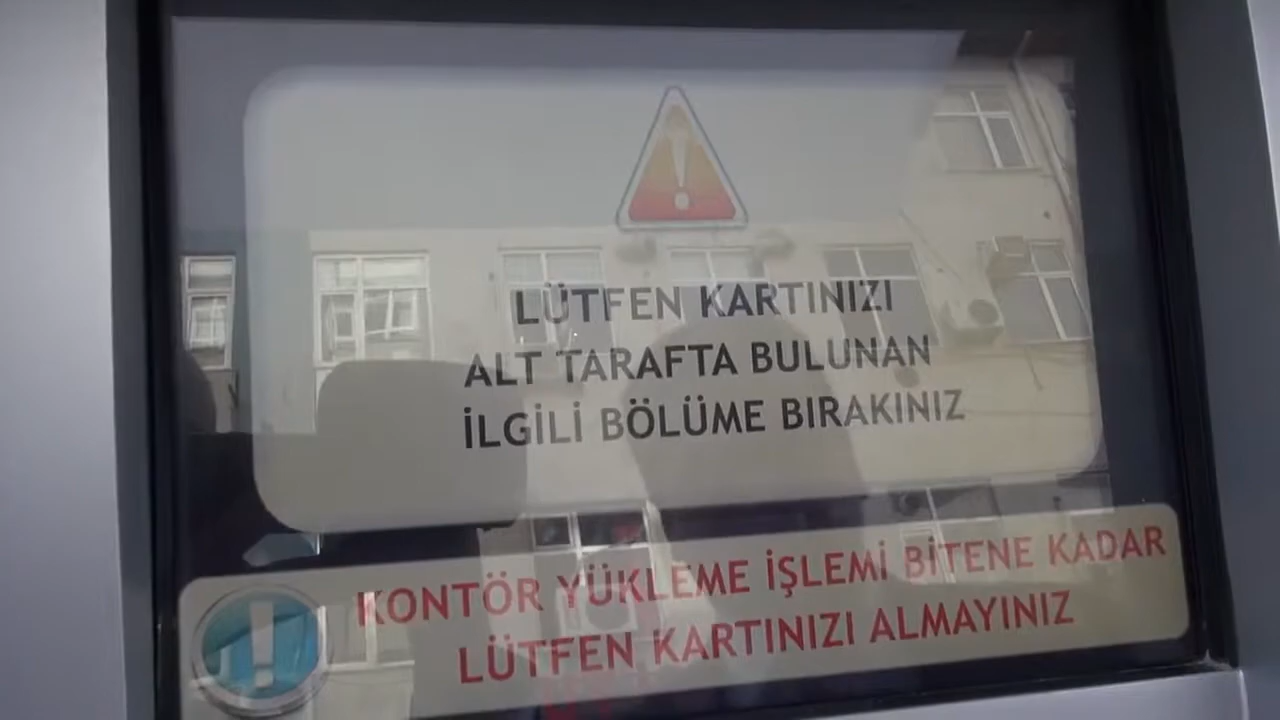 LÜTFEN KARTINIZI
ALT TARAFTA BULUNAN
İLGİLİ BÖLÜME BIRAKINIZ
KONTÖR YÜKLEME İŞLEMİ BİTENE KADAR
LÜTFEN KARTINIZI ALMAYINIZ